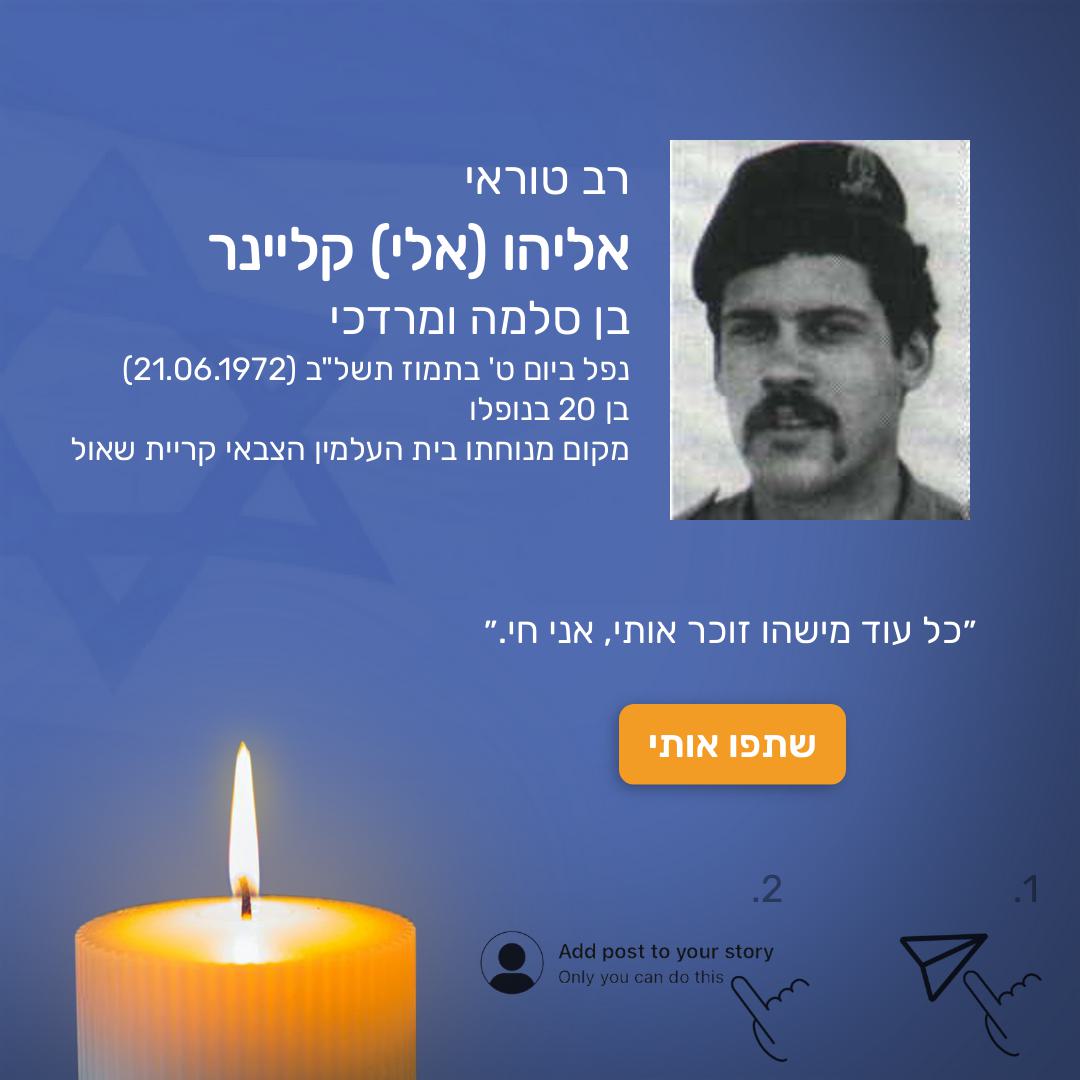 רב טוראי
אליהו (אלי) קליינר
בן סלמה ומרדכי
נפל ביום ט' בתמוז תשל"ב (21.06.1972)
בן 20 בנופלו
מקום מנוחתו בית העלמין הצבאי קריית שאול
״כל עוד מישהו זוכר אותי, אני חי.״
שתפו אותי
.1
.2
Add post to your story
Only you can do this